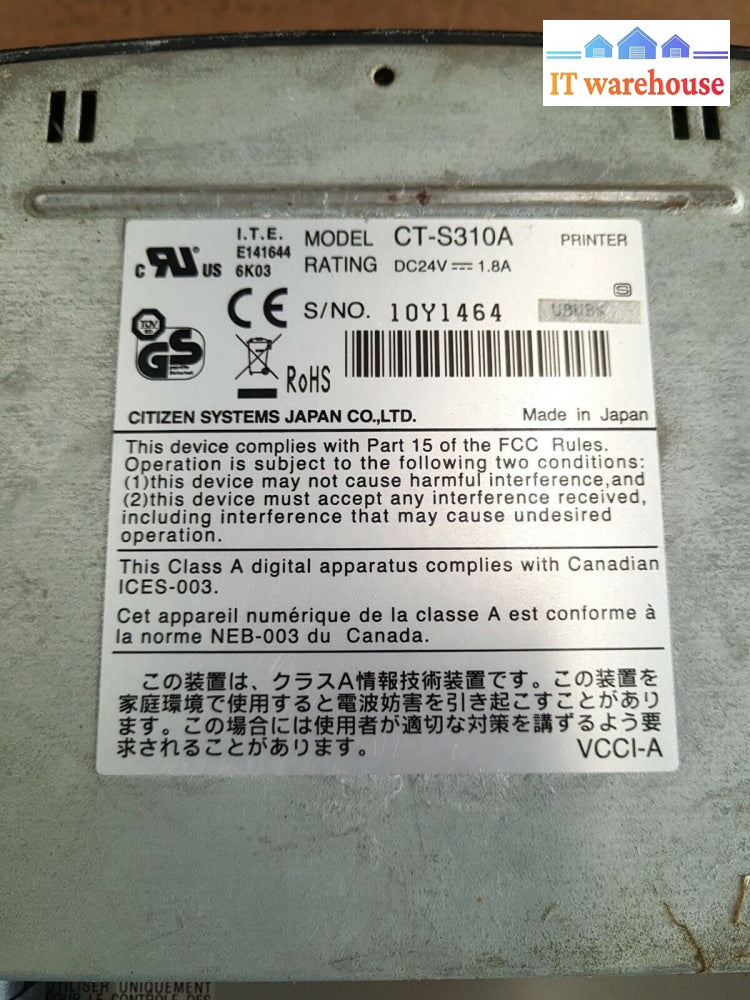 IT warehouse
I.T.E.
E141644
6K03
C RU US
MODEL CT-S310A PRINTER
RATING DC24V⎓1.8A
CE S/NO. 10Y1464
S
TÜV
GS
RoHS
CITIZEN SYSTEMS JAPAN CO.,LTD. Made in Japan
This device complies with Part 15 of the FCC Rules.
Operation is subject to the following two conditions:
(1)this device may not cause harmful interference,and
(2)this device must accept any interference received,
including interference that may cause undesired
operation.
This Class A digital apparatus complies with Canadian
ICES-003.
Cet appareil numérique de la classe A est conforme à
la norme NEB-003 du Canada.
この装置は、クラスA情報技術装置です。この装置を
家庭環境で使用すると電波妨害を引き起こすことがあり
ます。この場合には使用者が適切な対策を講ずるよう要
求されることがあります。 VCCI-A
UTILISER UNIQUEMENT
POUR LE CONTROLE DES